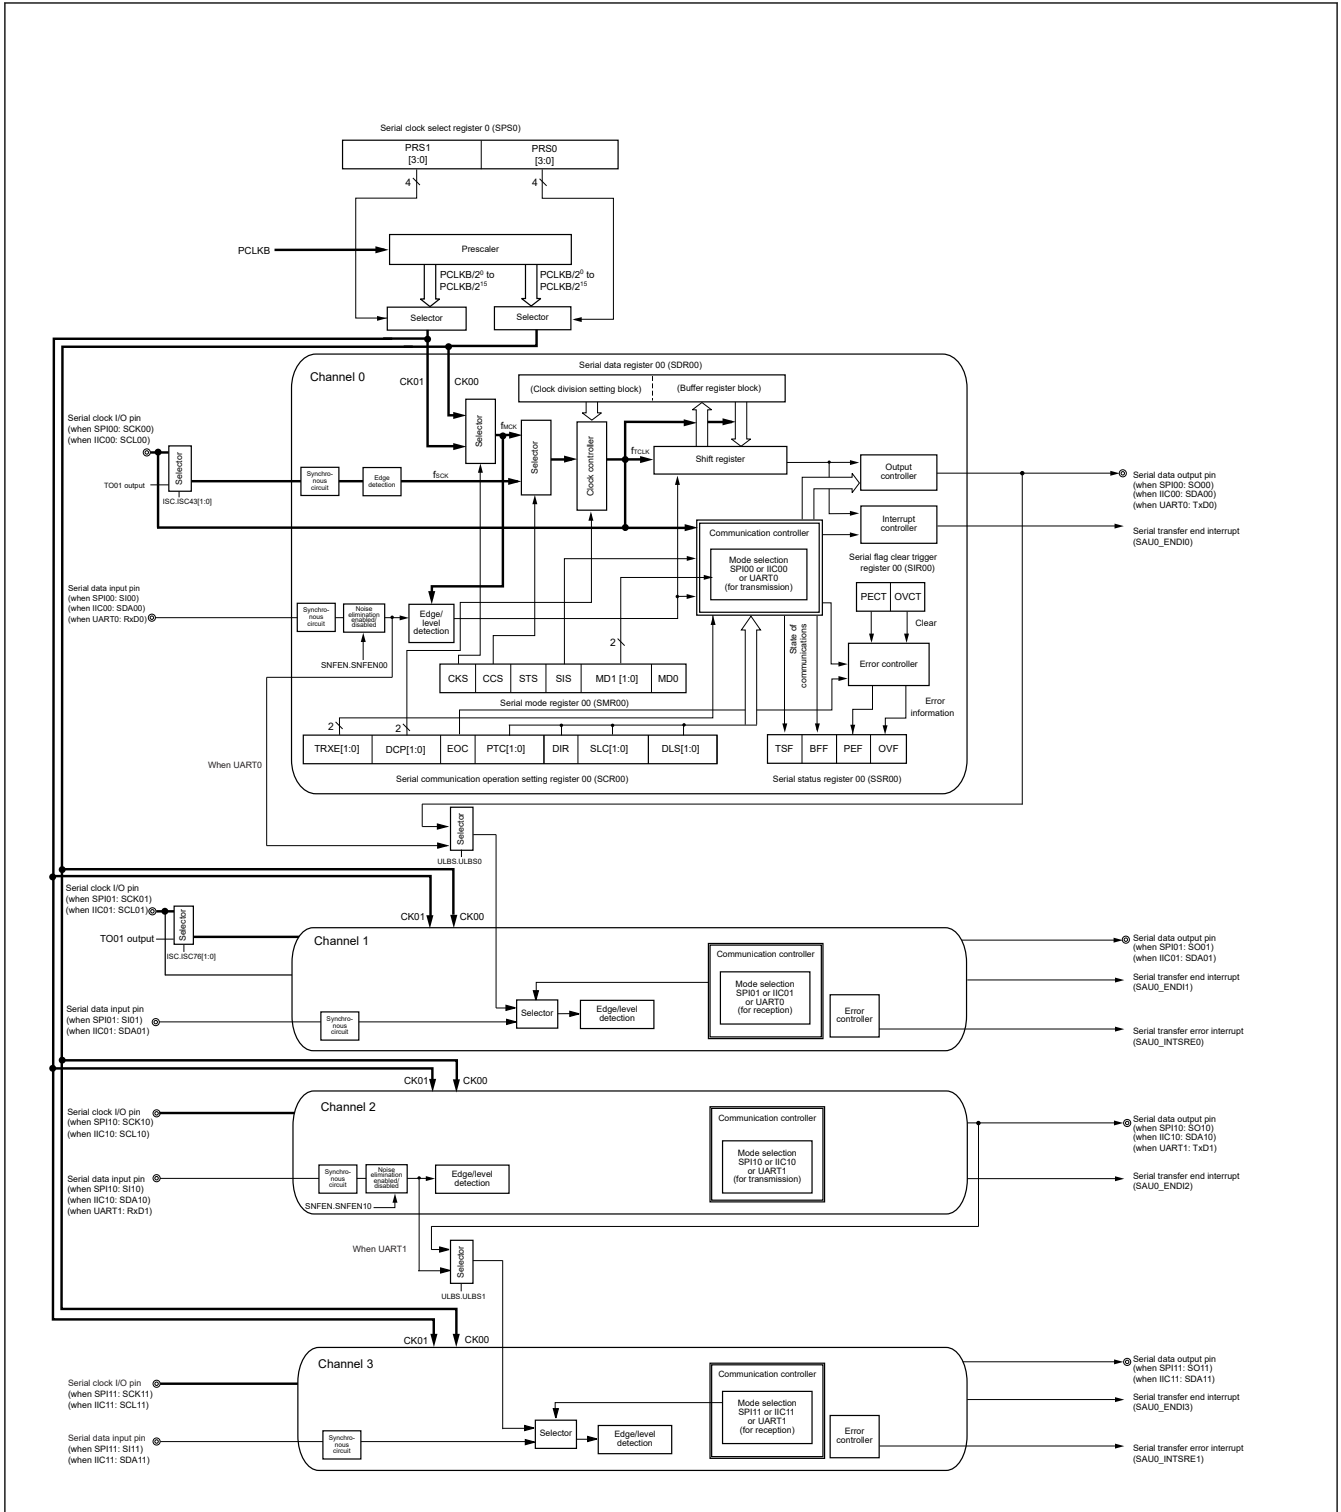 Serial clock select register 0 (SPS0)
PRS1
[3:0]
PRS0
[3:0]
4
4
PCLKB
Prescaler
PCLKB/2⁰ to
PCLKB/2¹⁵
PCLKB/2⁰ to
PCLKB/2¹⁵
Selector
Selector
Channel 0
CK01
CK00
Serial data register 00 (SDR00)
(Clock division setting block)
(Buffer register block)
Serial clock I/O pin
(when SPI00: SCK00)
(when IIC00: SCL00)
Selector
TO01 output
ISC.ISC43[1:0]
Synchro-
nous
circuit
Edge
detection
fSCK
Selector
fMCK
Selector
Clock controller
fTCLK
Shift register
Output
controller
Serial data output pin
(when SPI00: SO00)
(when IIC00: SDA00)
(when UART0: TxD0)
Interrupt
controller
Serial transfer end interrupt
(SAU0_ENDI0)
Communication controller
Mode selection
SPI00 or IIC00
or UART0
(for transmission)
Serial flag clear trigger
register 00 (SIR00)
PECT
OVCT
Clear
Serial data input pin
(when SPI00: SI00)
(when IIC00: SDA00)
(when UART0: RxD0)
Synchro-
nous
circuit
Noise
elimination
enabled/
disabled
Edge/
level
detection
SNFEN.SNFEN00
2
State of
communications
Error controller
CKS
CCS
STS
SIS
MD1 [1:0]
MD0
Serial mode register 00 (SMR00)
Error
information
2
2
TRXE[1:0]
DCP[1:0]
EOC
PTC[1:0]
DIR
SLC[1:0]
DLS[1:0]
TSF
BFF
PEF
OVF
When UART0
Serial communication operation setting register 00 (SCR00)
Serial status register 00 (SSR00)
Selector
ULBS.ULBS0
Serial clock I/O pin
(when SPI01: SCK01)
(when IIC01: SCL01)
Selector
TO01 output
ISC.ISC76[1:0]
CK01
CK00
Channel 1
Communication controller
Mode selection
SPI01 or IIC01
or UART0
(for reception)
Serial data output pin
(when SPI01: SO01)
(when IIC01: SDA01)
Serial transfer end interrupt
(SAU0_ENDI1)
Serial data input pin
(when SPI01: SI01)
(when IIC01: SDA01)
Synchro-
nous
circuit
Selector
Edge/level
detection
Error
controller
Serial transfer error interrupt
(SAU0_INTSRE0)
CK01
CK00
Channel 2
Serial clock I/O pin
(when SPI10: SCK10)
(when IIC10: SCL10)
Communication controller
Mode selection
SPI10 or IIC10
or UART1
(for transmission)
Serial data output pin
(when SPI10: SO10)
(when IIC10: SDA10)
(when UART1: TxD1)
Serial data input pin
(when SPI10: SI10)
(when IIC10: SDA10)
(when UART1: RxD1)
Synchro-
nous
circuit
Noise
elimination
enabled/
disabled
Edge/level
detection
SNFEN.SNFEN10
Serial transfer end interrupt
(SAU0_ENDI2)
When UART1
Selector
ULBS.ULBS1
CK01
CK00
Channel 3
Serial clock I/O pin
(when SPI11: SCK11)
(when IIC11: SCL11)
Communication controller
Mode selection
SPI11 or IIC11
or UART1
(for reception)
Serial data output pin
(when SPI11: SO11)
(when IIC11: SDA11)
Serial transfer end interrupt
(SAU0_ENDI3)
Serial data input pin
(when SPI11: SI11)
(when IIC11: SDA11)
Synchro-
nous
circuit
Selector
Edge/level
detection
Error
controller
Serial transfer error interrupt
(SAU0_INTSRE1)